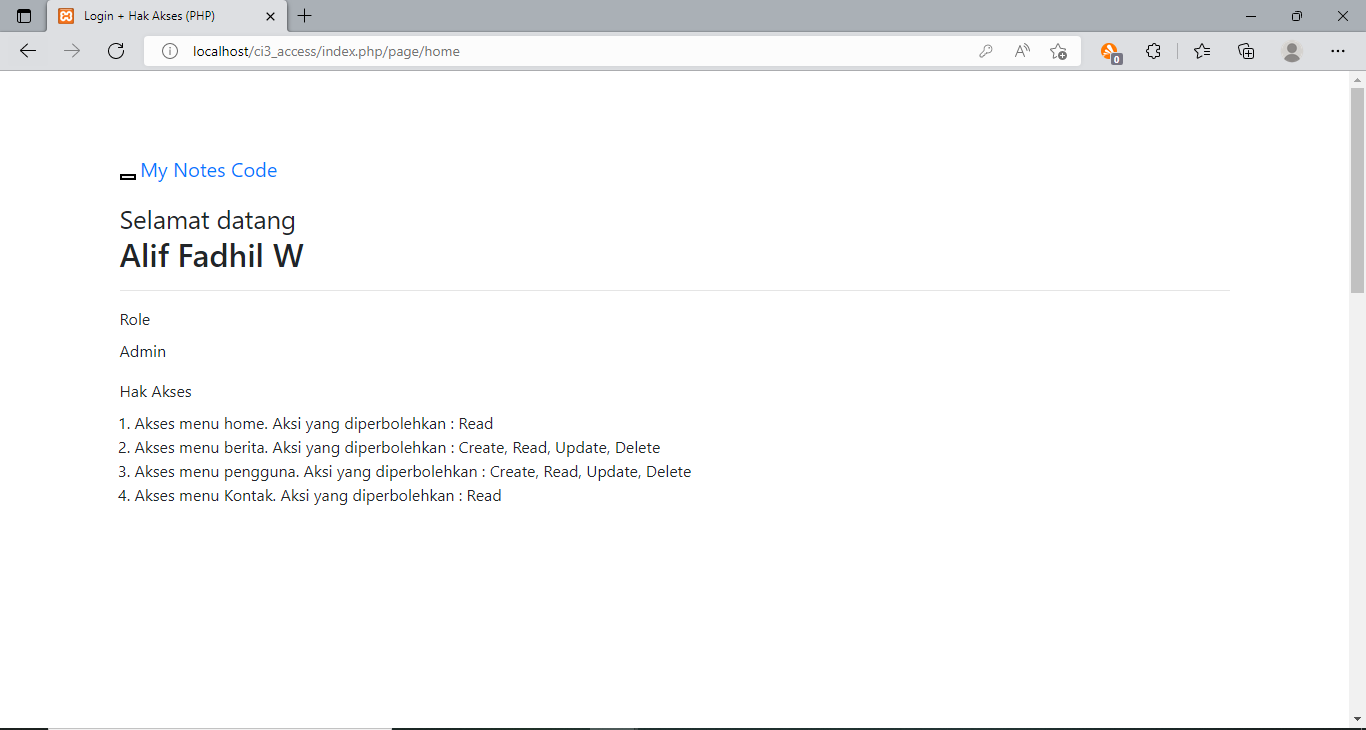 Login + Hak Akses (PHP)
localhost/ci3_access/index.php/page/home
0
My Notes Code
Selamat datang
Alif Fadhil W
Role
Admin
Hak Akses
1. Akses menu home. Aksi yang diperbolehkan : Read
2. Akses menu berita. Aksi yang diperbolehkan : Create, Read, Update, Delete
3. Akses menu pengguna. Aksi yang diperbolehkan : Create, Read, Update, Delete
4. Akses menu Kontak. Aksi yang diperbolehkan : Read